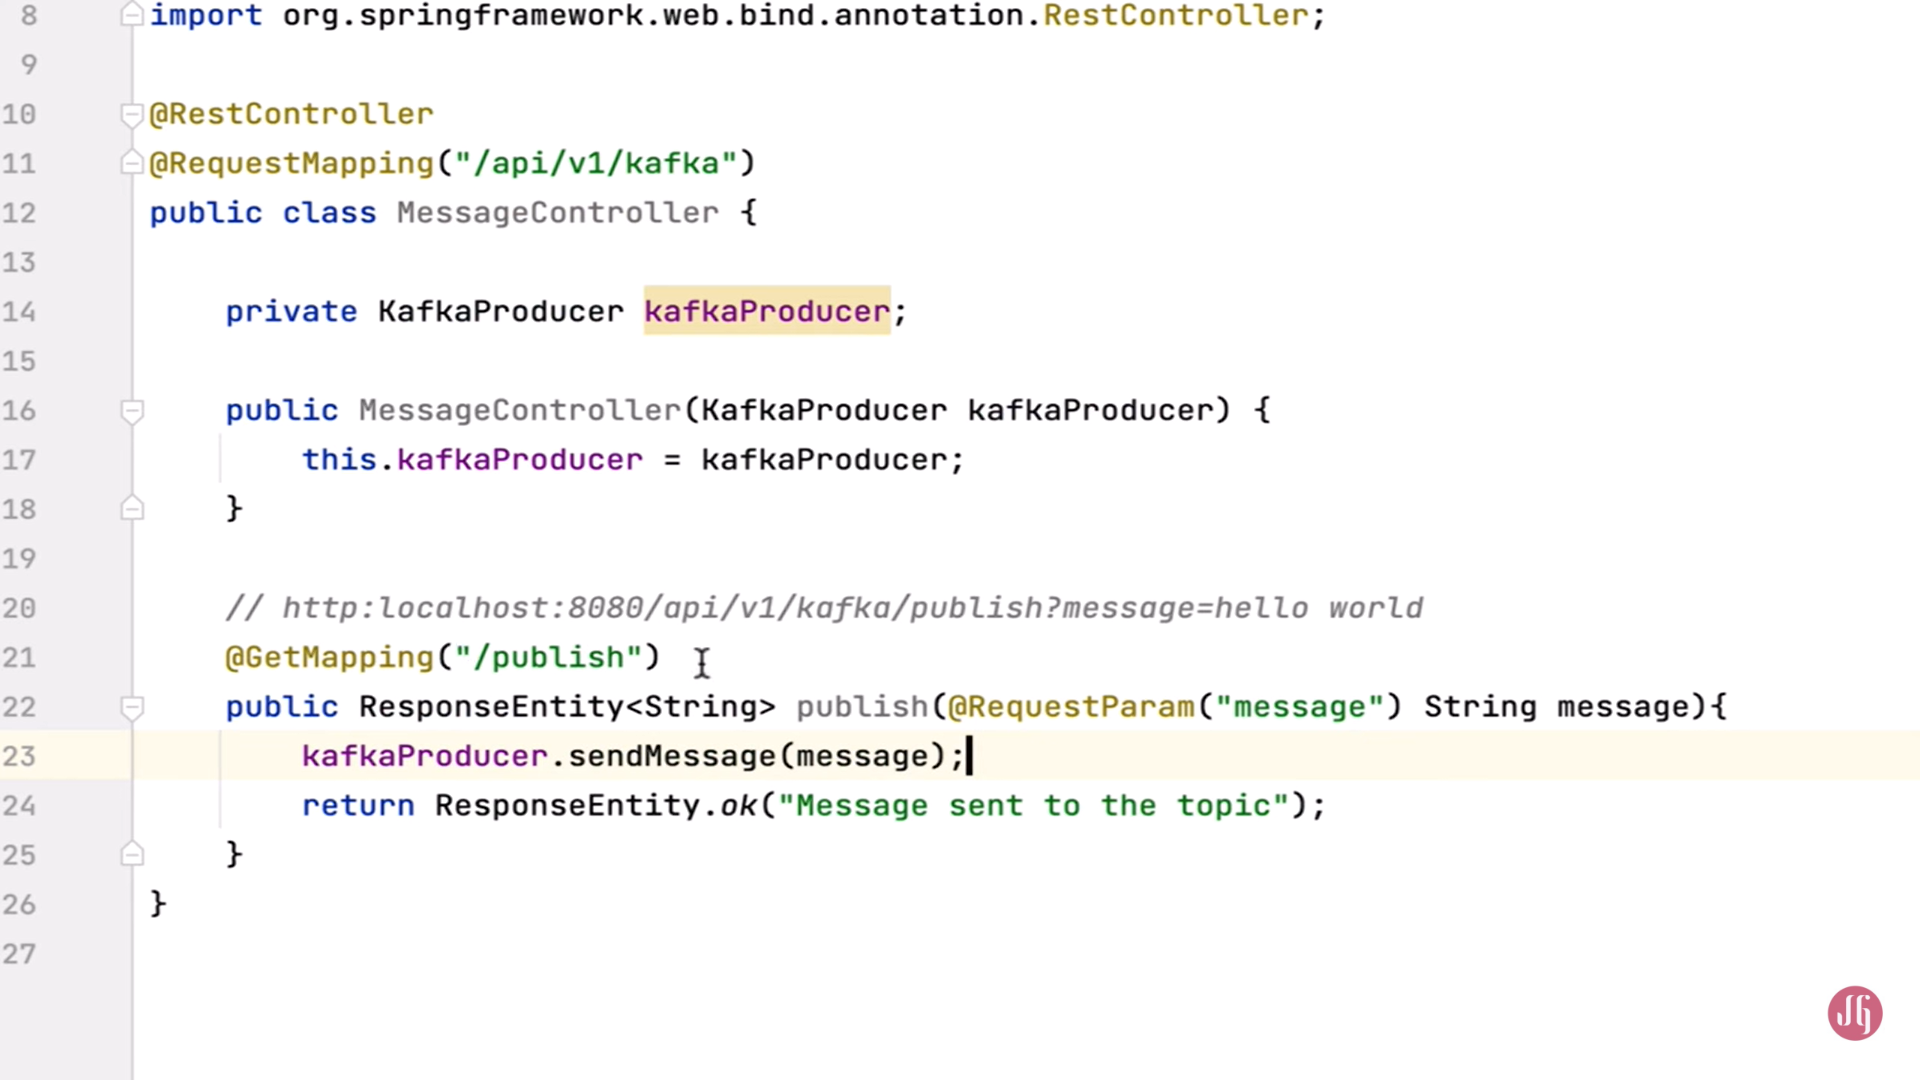 8 import org.springframework.web.bind.annotation.RestController;
9
10 @RestController
11 @RequestMapping("/api/v1/kafka")
12 public class MessageController {
13
14     private KafkaProducer kafkaProducer;
15
16     public MessageController(KafkaProducer kafkaProducer) {
17         this.kafkaProducer = kafkaProducer;
18     }
19
20     // http:localhost:8080/api/v1/kafka/publish?message=hello world
21     @GetMapping("/publish")
22     public ResponseEntity<String> publish(@RequestParam("message") String message){
23         kafkaProducer.sendMessage(message);
24         return ResponseEntity.ok("Message sent to the topic");
25     }
26 }
27
JG